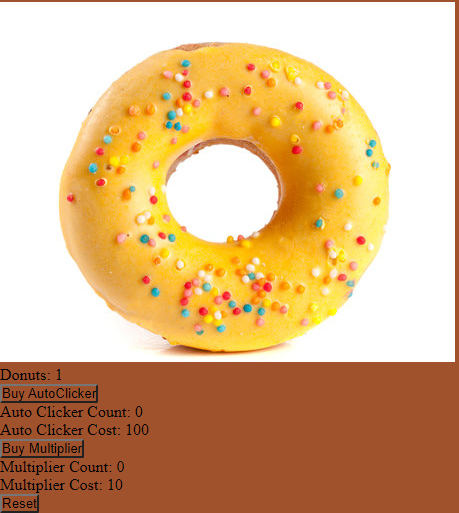 Donuts: 1
Buy AutoClicker
Auto Clicker Count: 0
Auto Clicker Cost: 100
Buy Multiplier
Multiplier Count: 0
Multiplier Cost: 10
Reset